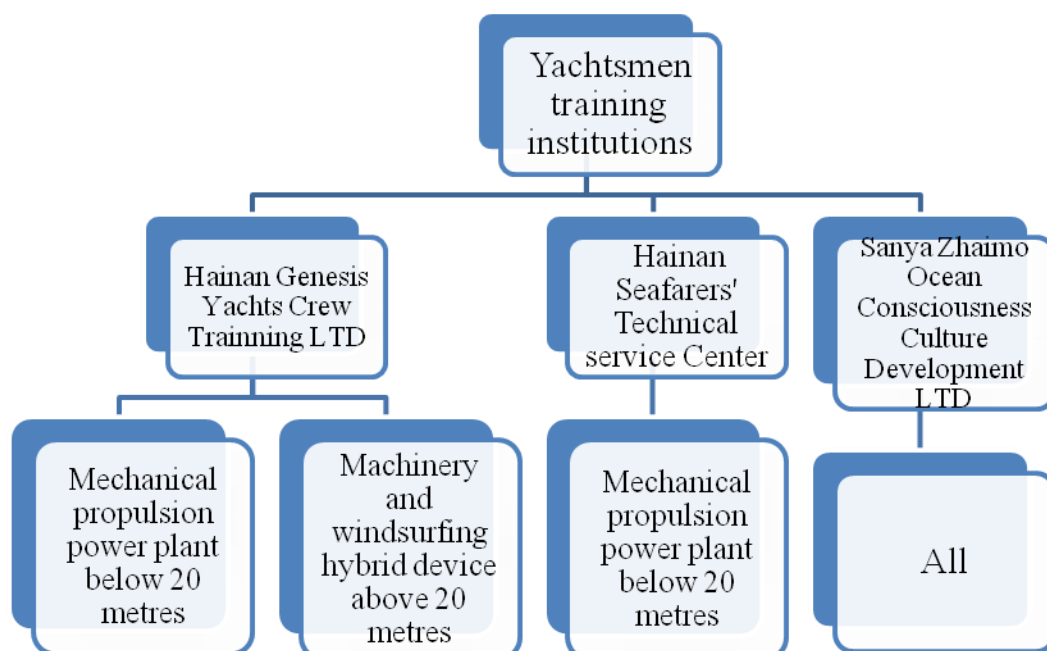 Yachtsmen
training
institutions
Hainan Genesis
Yachts Crew
Trainning LTD
Hainan
Seafarers'
Technical
service Center
Sanya Zhaimo
Ocean
Consciousness
Culture
Development
LTD
Mechanical
propulsion
power plant
below 20
metres
Machinery
and
windsurfing
hybrid device
above 20
metres
Mechanical
propulsion
power plant
below 20
metres
All